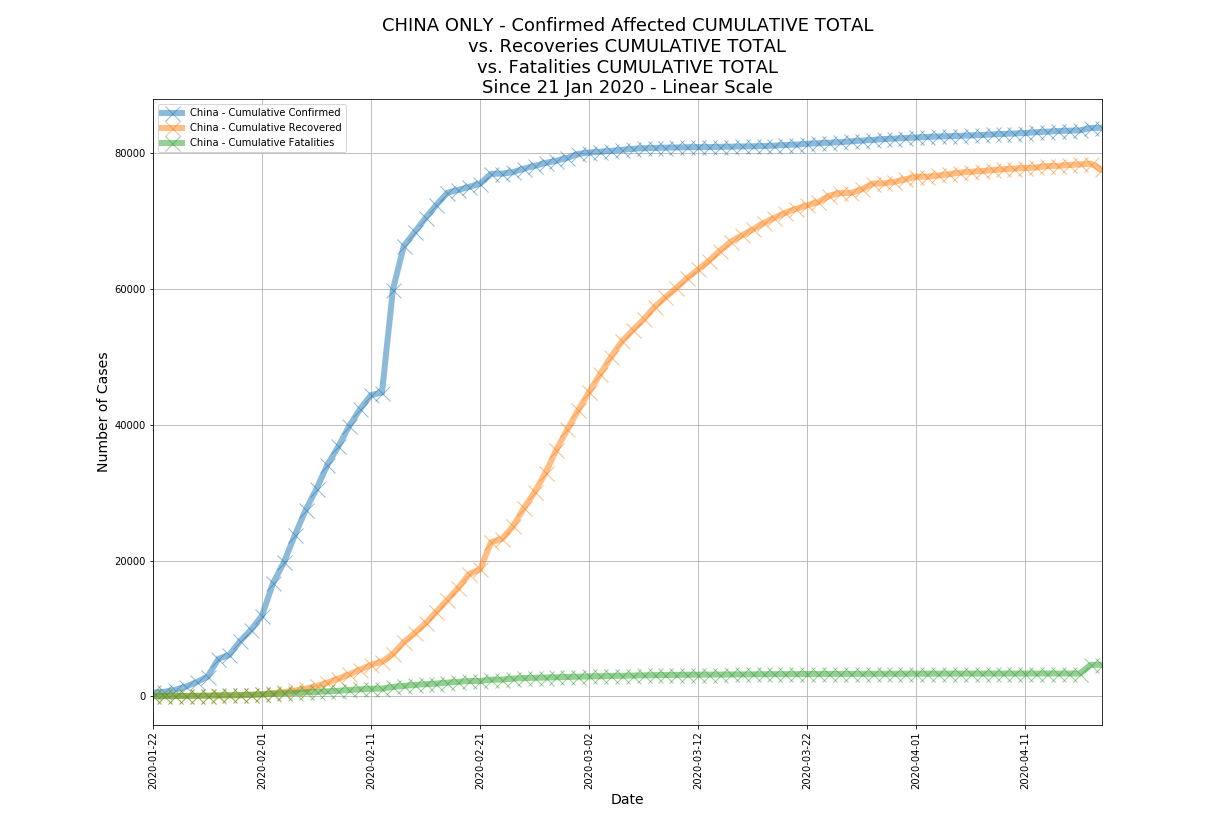 CHINA ONLY - Confirmed Affected CUMULATIVE TOTAL
vs. Recoveries CUMULATIVE TOTAL
vs. Fatalities CUMULATIVE TOTAL
Since 21 Jan 2020 - Linear Scale
China - Cumulative Confirmed
China - Cumulative Recovered
China - Cumulative Fatalities
80000
60000
40000
20000
0
Number of Cases
2020-01-22
2020-02-01
2020-02-11
2020-02-21
2020-03-02
2020-03-12
2020-03-22
2020-04-01
2020-04-11
Date